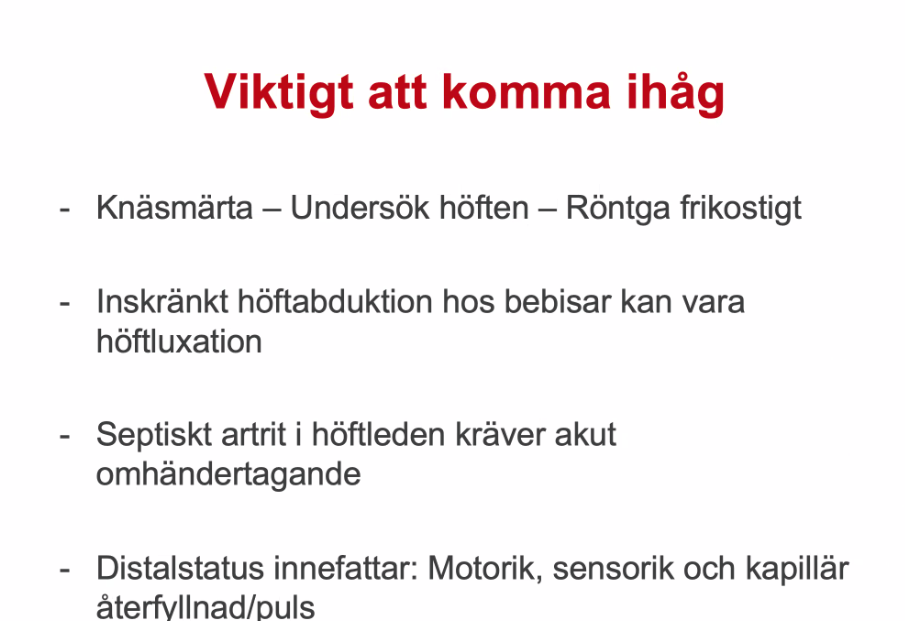 Viktigt att komma ihåg
- Knäsmärta – Undersök höften – Röntga frikostigt
- Inskränkt höftabduktion hos bebisar kan vara
höftluxation
- Septiskt artrit i höftleden kräver akut
omhändertagande
- Distalstatus innefattar: Motorik, sensorik och kapillär
återfyllnad/puls